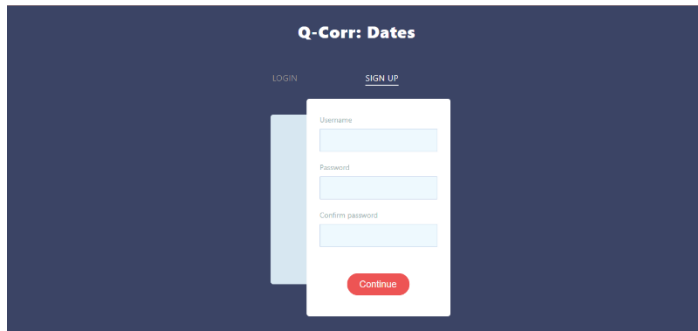 Q-Corr: Dates
LOGIN SIGN UP
Username
Password
Confirm password
Continue